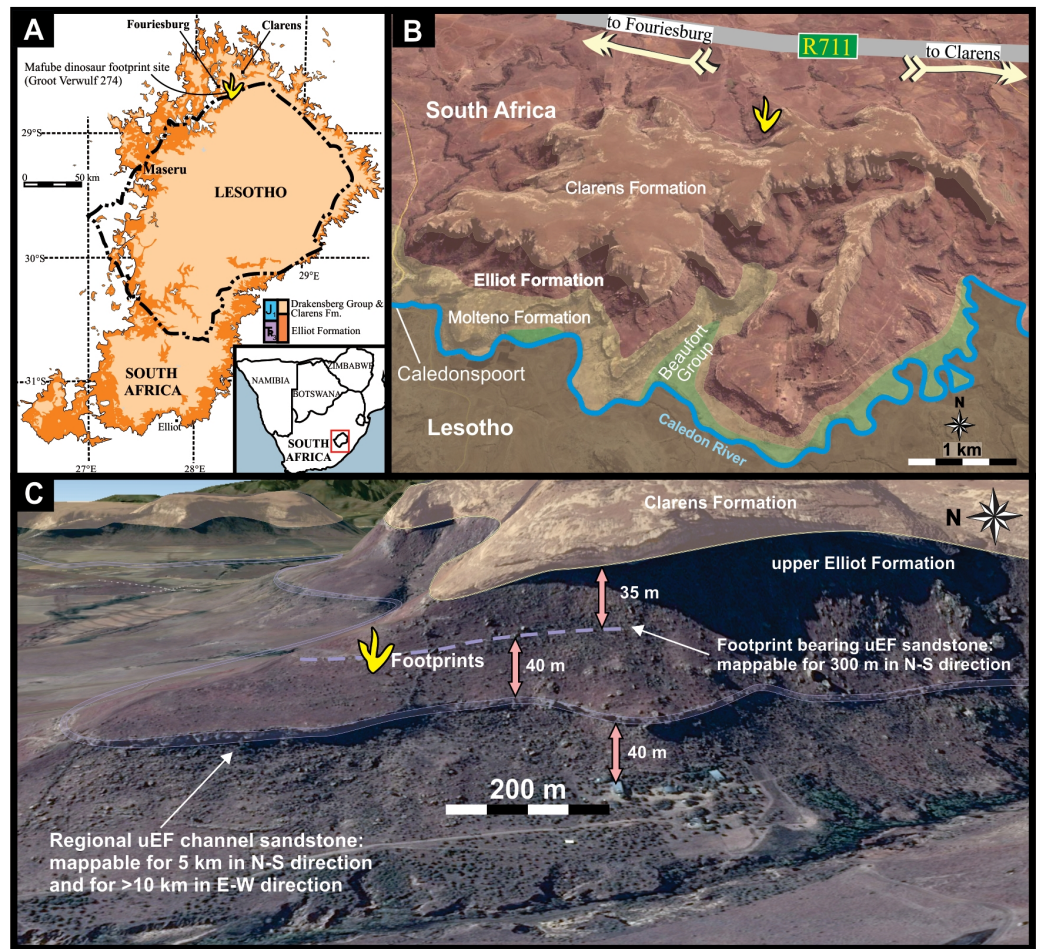 A
Fouriesburg
Clarens
Mafube dinosaur footprint site
(Groot Verwulf 274)
29°S
Maseru
0
50 km
LESOTHO
30°S
29°E
J1
Drakensberg Group &
Clarens Fm.
Elliot Formation
SOUTH
AFRICA
31°S
Elliot
27°E
28°E
ZIMBABWE
NAMIBIA
BOTSWANA
SOUTH
AFRICA
B
to Fouriesburg
R711
to Clarens
South Africa
Clarens Formation
Elliot Formation
Molteno Formation
Beaufort
Group
Caledonspoort
Lesotho
Caledon River
N
1 km
C
Clarens Formation
N
upper Elliot Formation
35 m
Footprint bearing uEF sandstone:
mappable for 300 m in N-S direction
Footprints
40 m
40 m
200 m
Regional uEF channel sandstone:
mappable for 5 km in N-S direction
and for >10 km in E-W direction